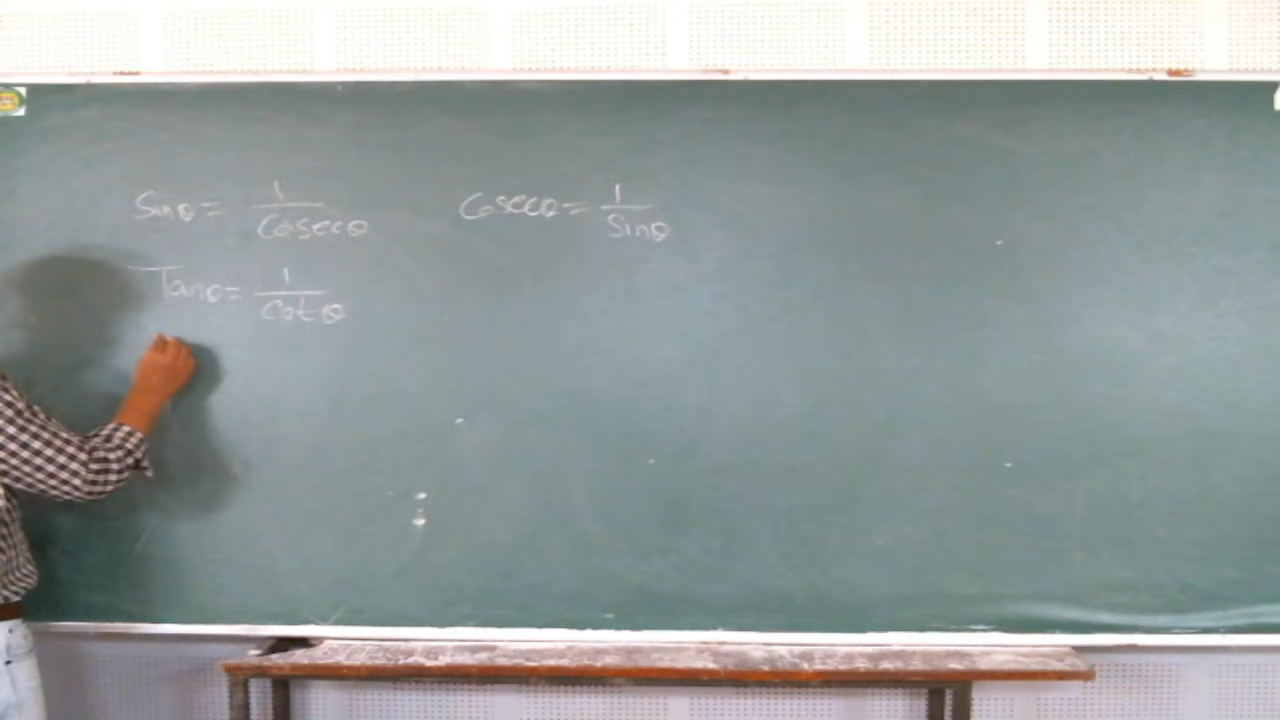 Sinθ = 1/Cosecθ Cosecθ = 1/Sinθ
Tanθ = 1/Cotθ